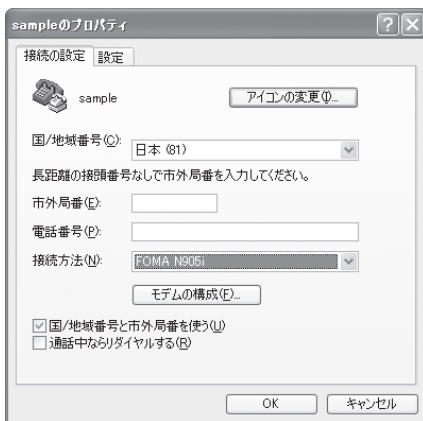 sampleのプロパティ
接続の設定 設定
sample
アイコンの変更(I)...
国/地域番号(C):
日本 (81)
長距離の接頭番号なしで市外局番を入力してください。
市外局番(E):
電話番号(P):
接続方法(N):
FOMA N905i
モデムの構成(F)...
国/地域番号と市外局番を使う(U)
通話中ならリダイヤルする(R)
OK キャンセル